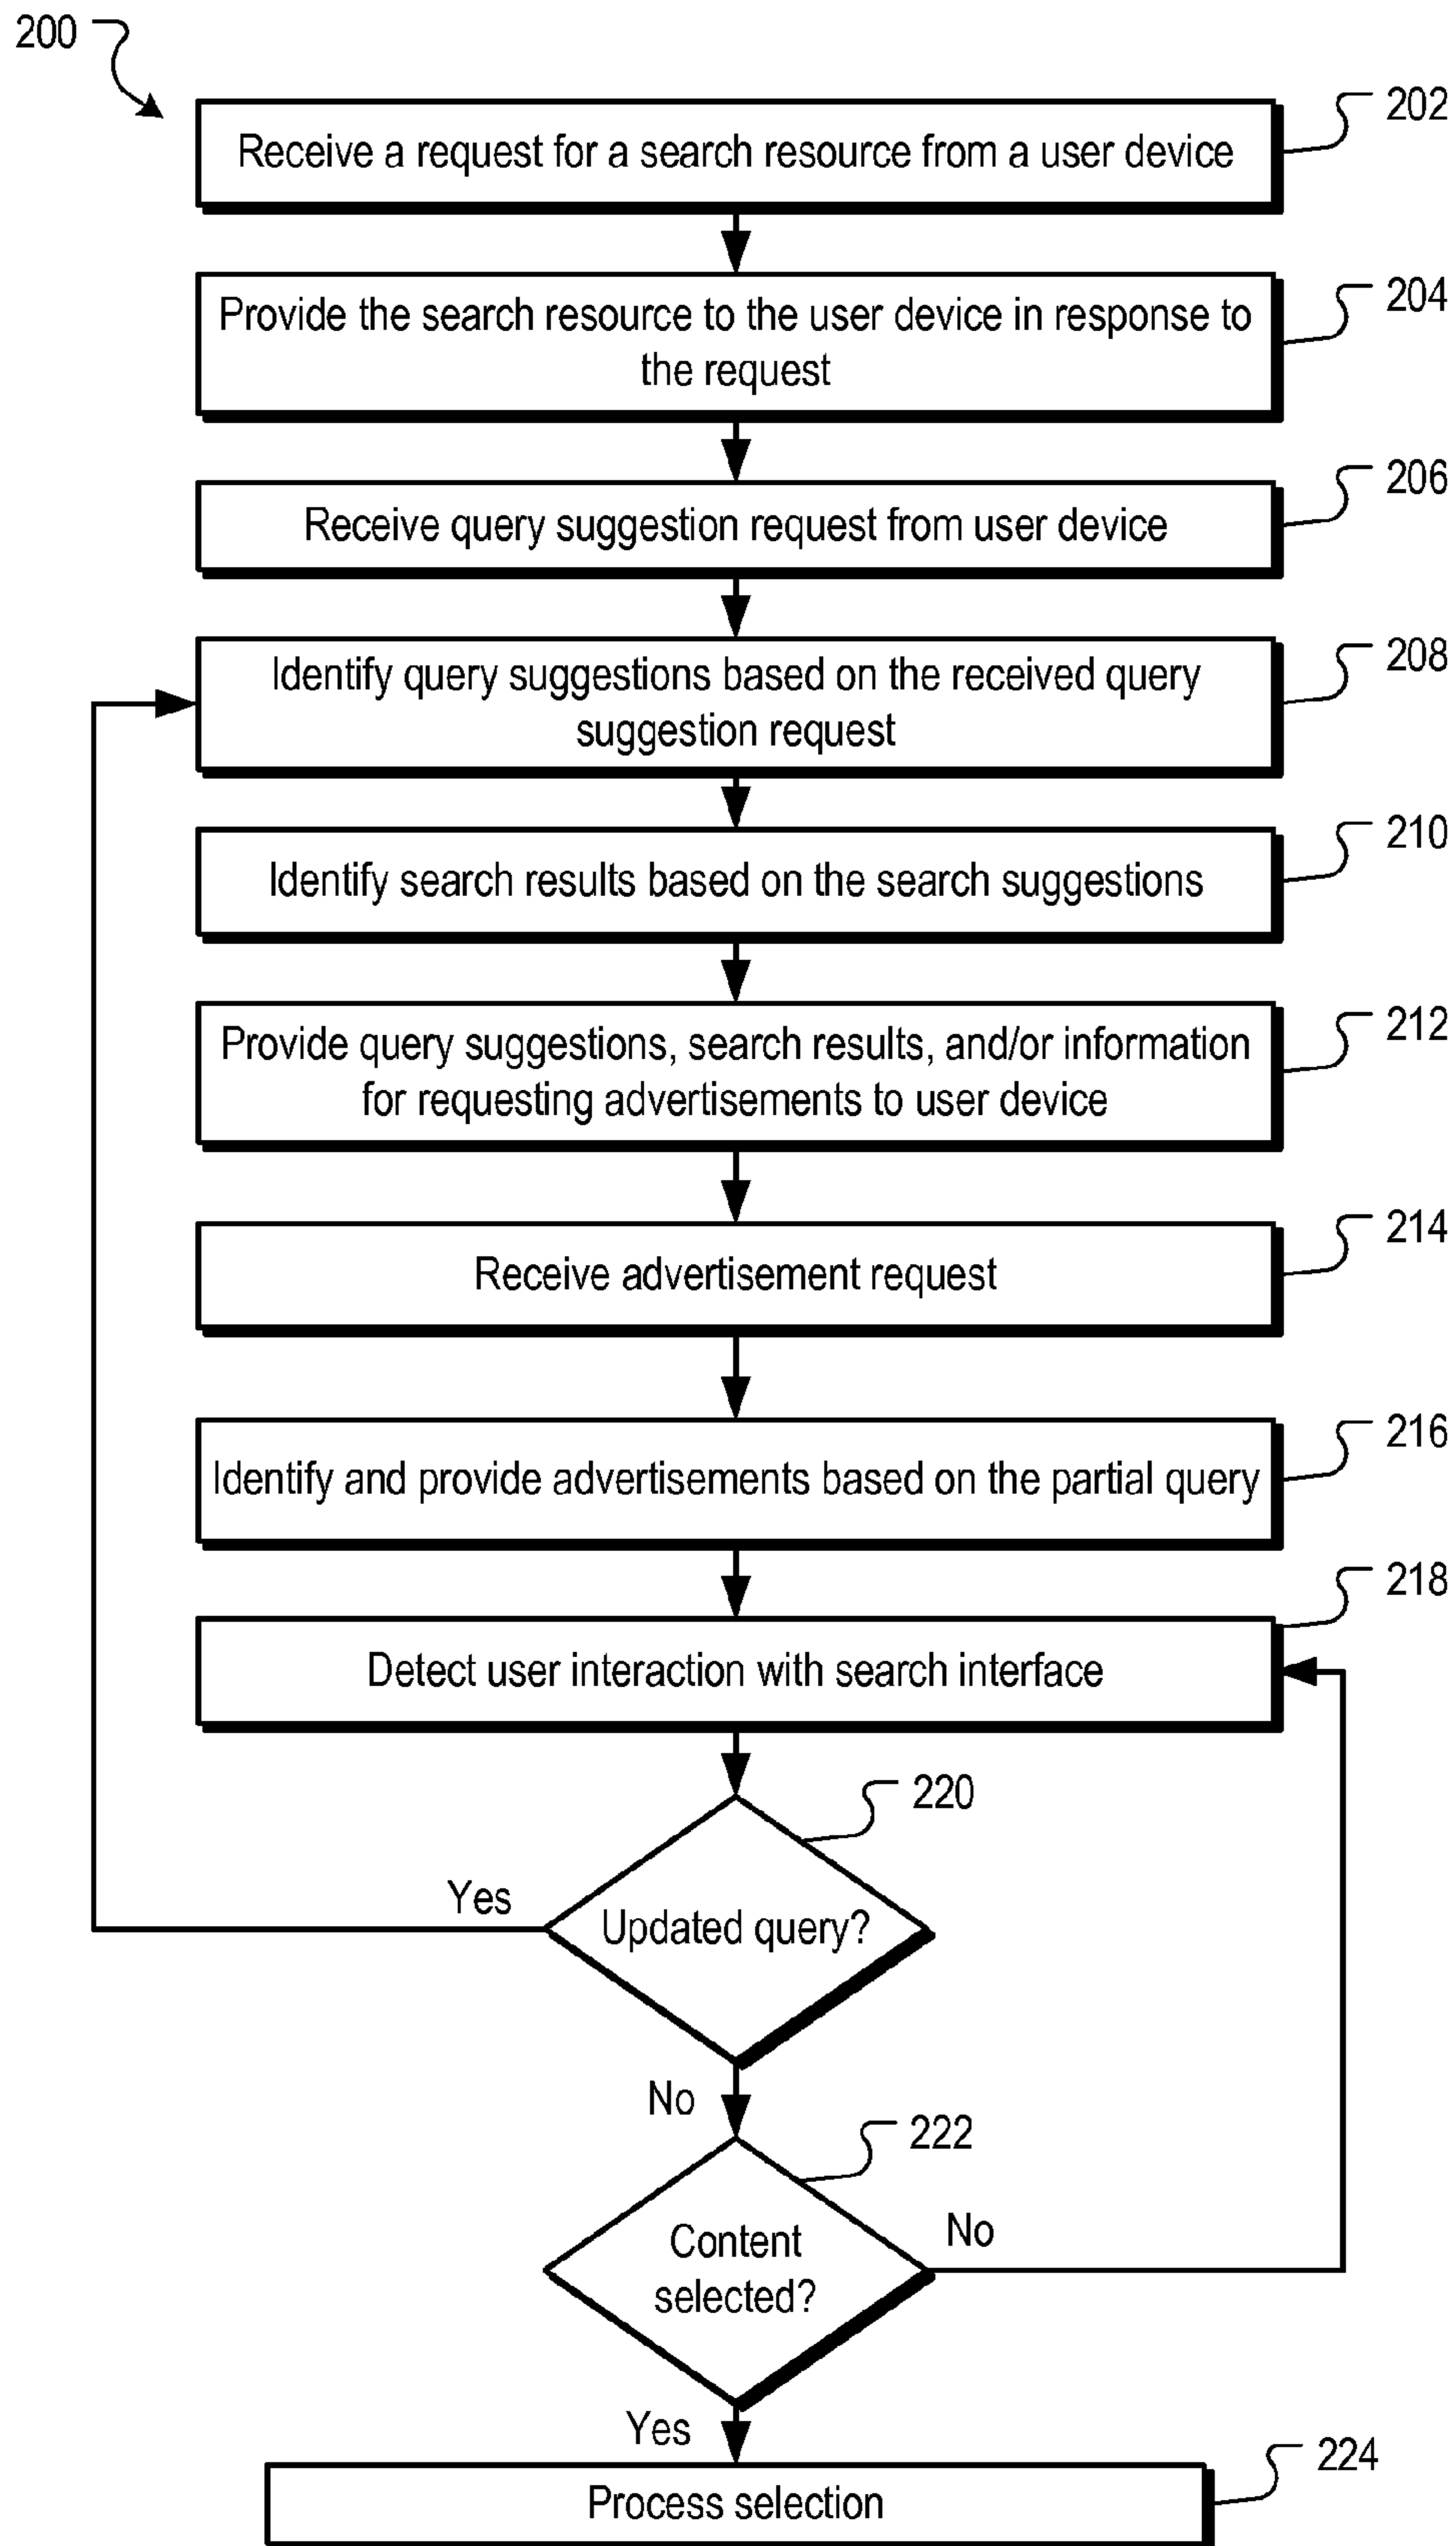 200
202
Receive a request for a search resource from a user device
204
Provide the search resource to the user device in response to
the request
206
Receive query suggestion request from user device
208
Identify query suggestions based on the received query
suggestion request
210
Identify search results based on the search suggestions
212
Provide query suggestions, search results, and/or information
for requesting advertisements to user device
214
Receive advertisement request
216
Identify and provide advertisements based on the partial query
218
Detect user interaction with search interface
220
Yes
Updated query?
No
222
Content
selected?
No
Yes
224
Process selection